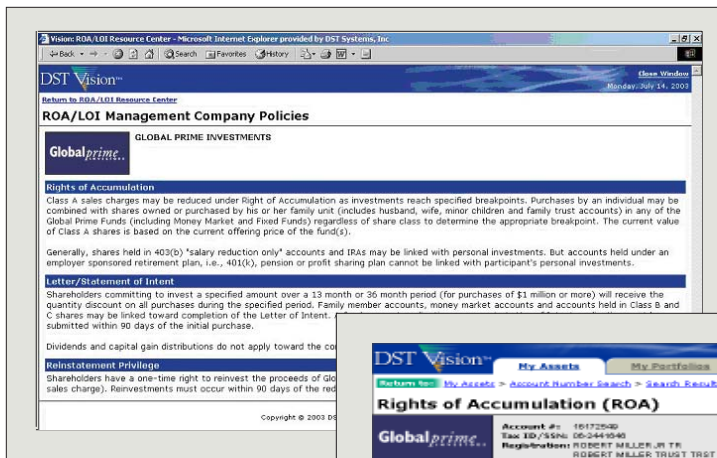 Vision: ROA/LOI Resource Center - Microsoft Internet Explorer provided by DST Systems, Inc
Back Search Favorites History
DST Vision™
Close Window
Monday, July 14, 2003
Return to ROA/LOI Resource Center
ROA/LOI Management Company Policies
Globalprime..
GLOBAL PRIME INVESTMENTS
Rights of Accumulation
Class A sales charges may be reduced under Right of Accumulation as investments reach specified breakpoints. Purchases by an individual may be
combined with shares owned or purchased by his or her family unit (includes husband, wife, minor children and family trust accounts) in any of the
Global Prime Funds (including Money Market and Fixed Funds) regardless of share class to determine the appropriate breakpoint. The current value
of Class A shares is based on the current offering price of the fund(s).
Generally, shares held in 403(b) "salary reduction only" accounts and IRAs may be linked with personal investments. But accounts held under an
employer sponsored retirement plan, i.e., 401(k), pension or profit sharing plan cannot be linked with participant's personal investments.
Letter/Statement of Intent
Shareholders committing to invest a specified amount over a 13 month or 36 month period (for purchases of $1 million or more) will receive the
quantity discount on all purchases during the specified period. Family member accounts, money market accounts and accounts held in Class B and
C shares may be linked toward completion of the Letter of Intent.
submitted within 90 days of the initial purchase.
Dividends and capital gain distributions do not apply toward the
Reinstatement Privilege
Shareholders have a one-time right to reinvest the proceeds of
sales charge). Reinvestments must occur within 90 days of the
Copyright © 2003
DST Vision™
My Assets
My Portfolios
Return to: My Assets > Account Number Search > Search
Rights of Accumulation (ROA)
Globalprime..
Account #:
Tax ID/SSN:
Registration: ROBERT MILLER JR TR
ROBERT MILLER TRUST TRST